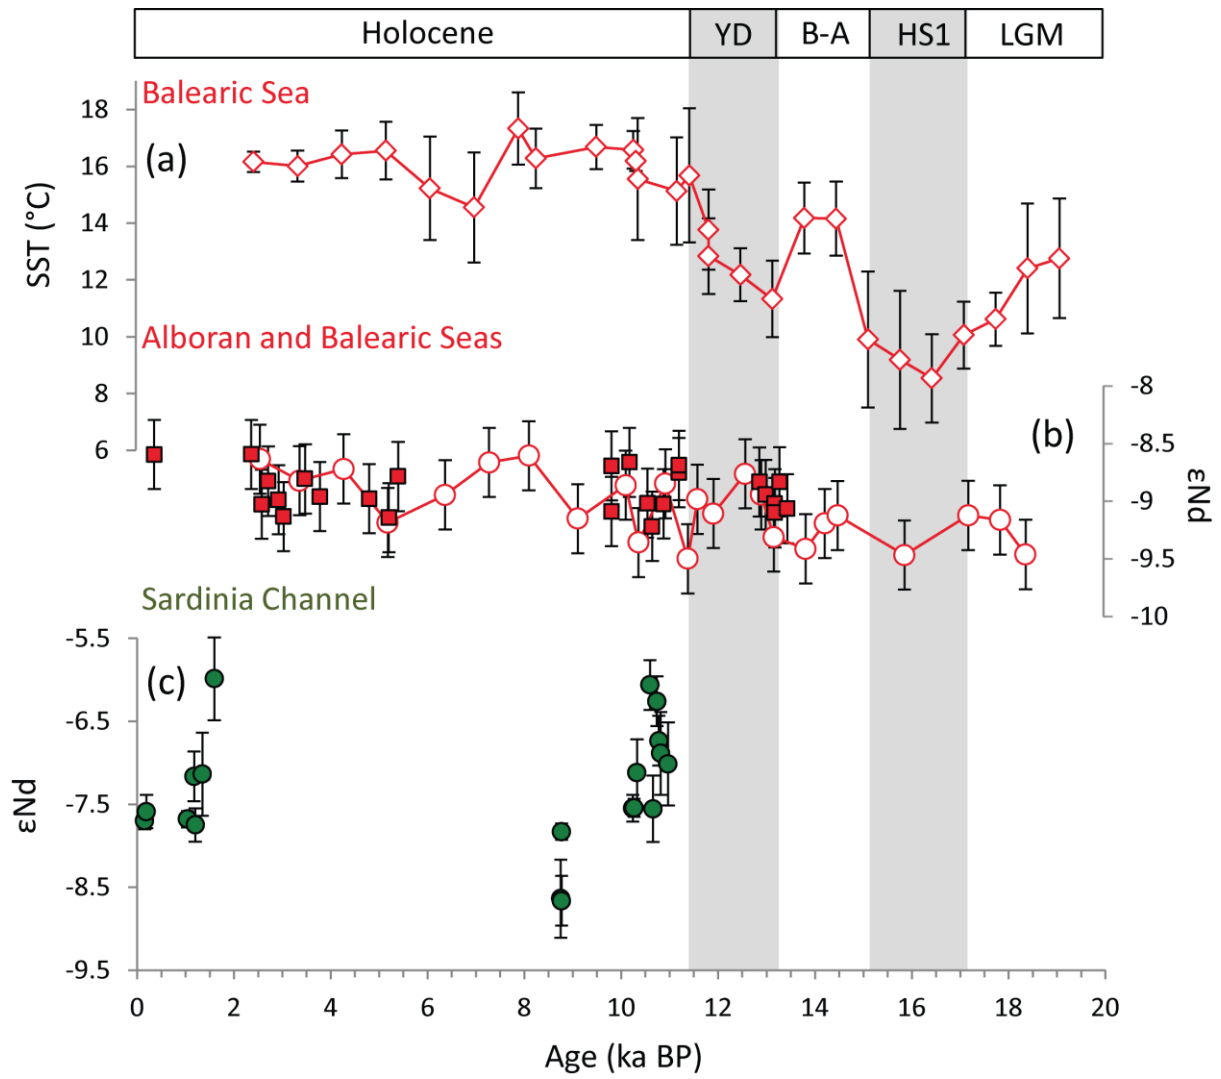 Holocene YD B-A HS1 LGM
Balearic Sea
(a)
SST (°C)
18
16
14
12
10
8
6
Alboran and Balearic Seas
(b)
εNd
-8
-8.5
-9
-9.5
-10
Sardinia Channel
(c)
εNd
-5.5
-6.5
-7.5
-8.5
-9.5
0 2 4 6 8 10 12 14 16 18 20
Age (ka BP)